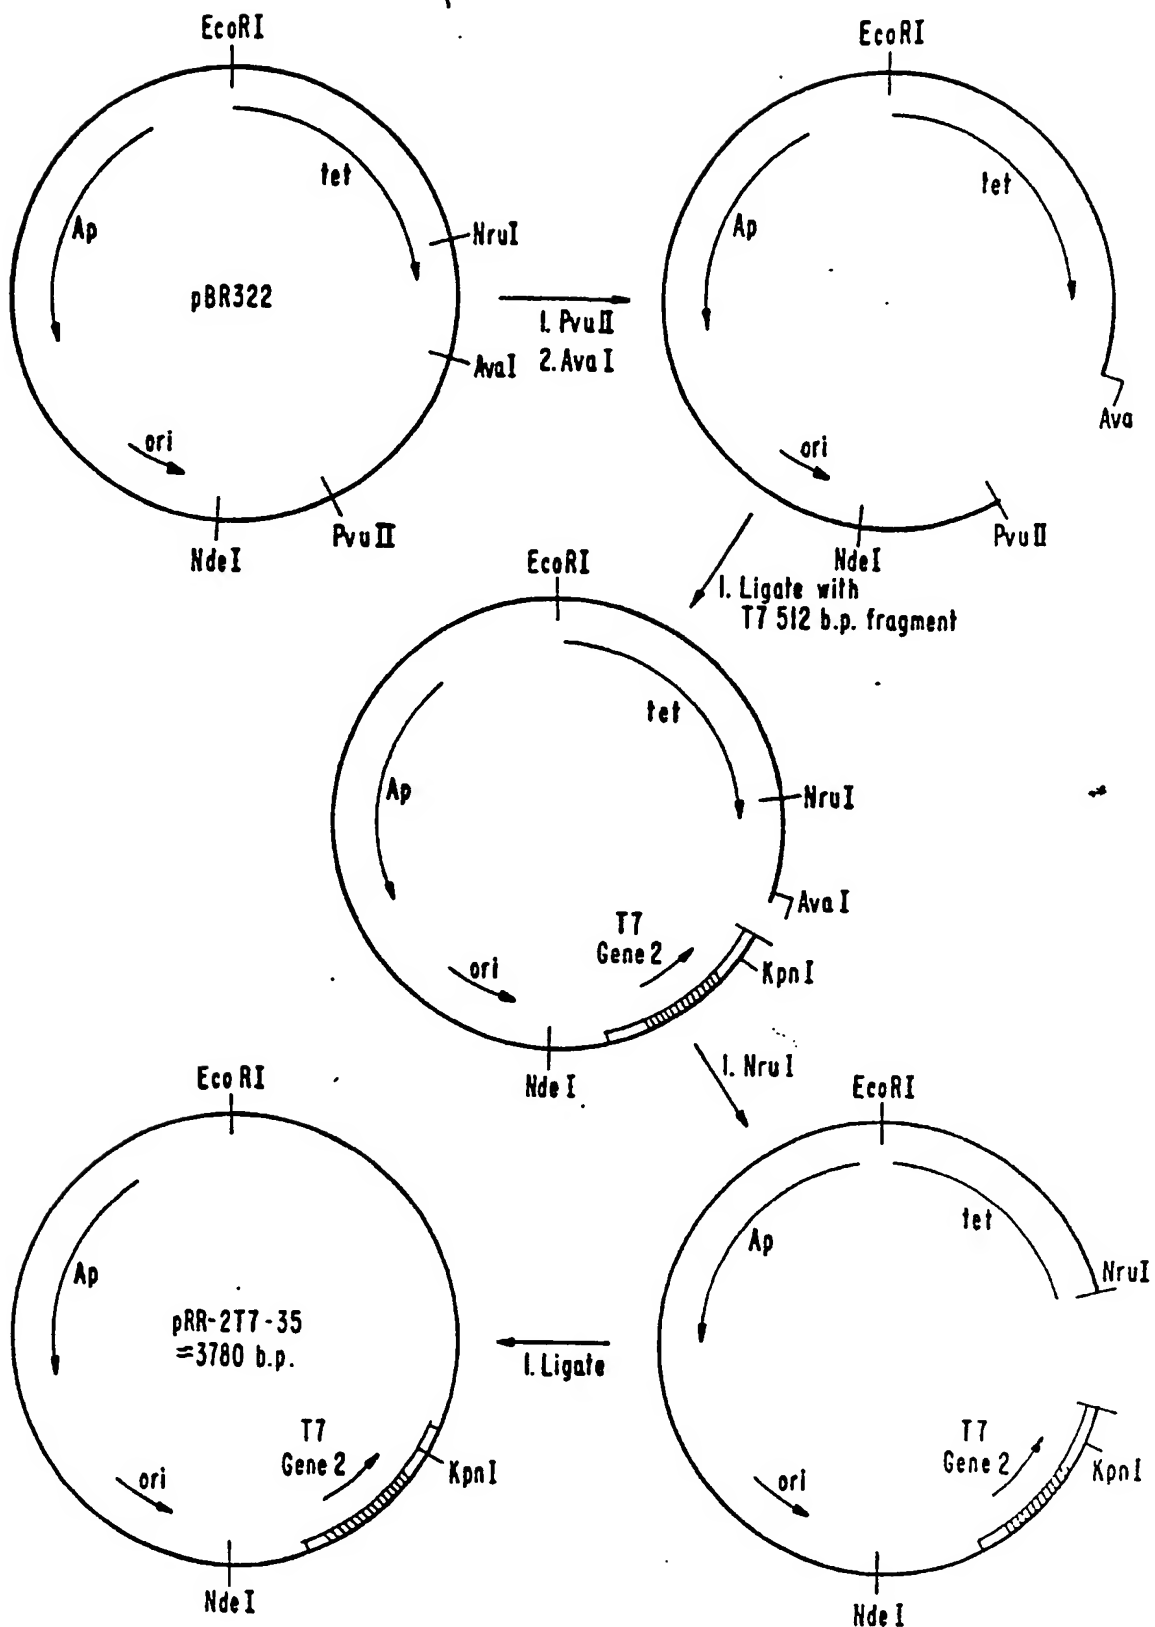 EcoRI
tet
NruI
Ap
pBR322
AvaI
ori
PvuII
NdeI
1. PvuII
2. AvaI
EcoRI
tet
Ap
Ava
ori
PvuII
NdeI
1. Ligate with
T7 512 b.p. fragment
EcoRI
tet
Ap
NruI
AvaI
T7
Gene 2
KpnI
ori
NdeI
1. NruI
EcoRI
Ap
tet
NruI
T7
Gene 2
KpnI
ori
NdeI
1. Ligate
EcoRI
Ap
pRR-2T7-35
≈3780 b.p.
T7
Gene 2
KpnI
ori
NdeI